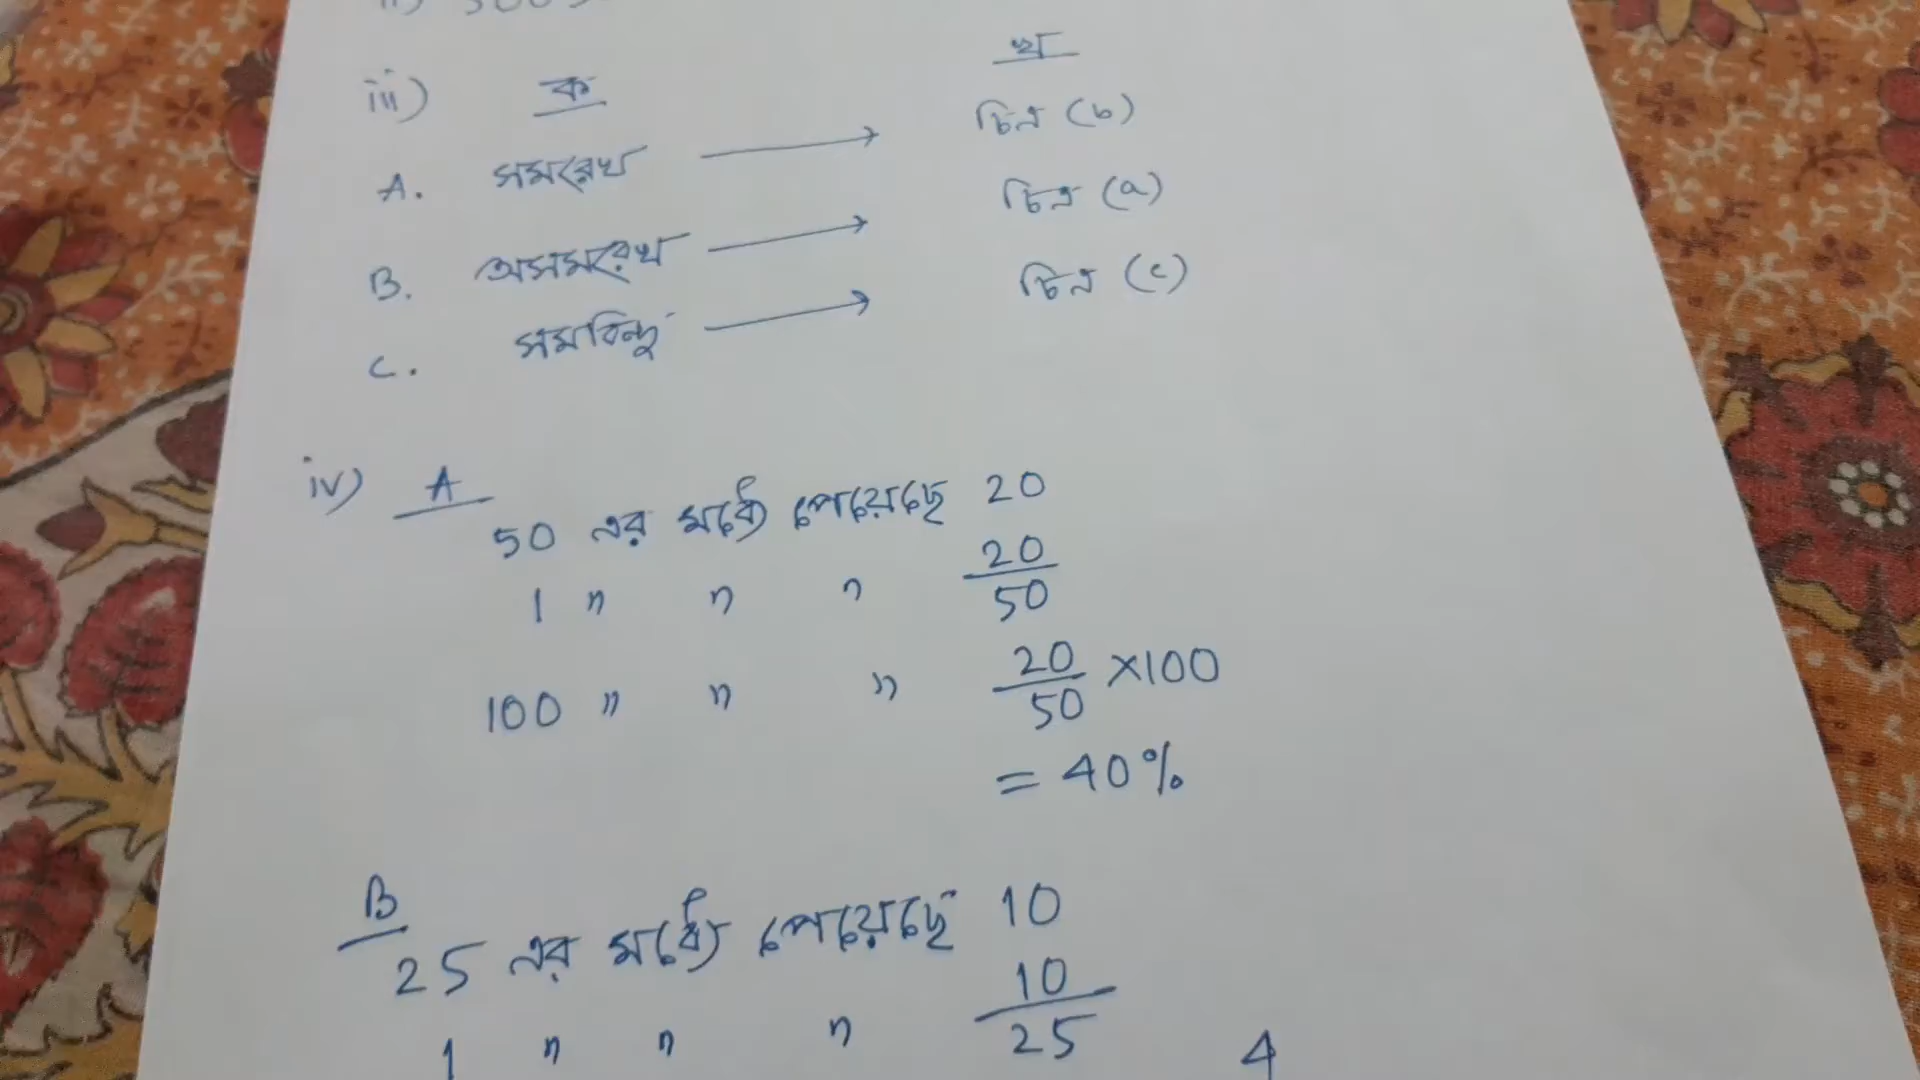 iii) ক খ
A. সমরেখ → চিত্র (b)
B. অসমরেখ → চিত্র (a)
C. সমবিন্দু → চিত্র (c)
iv) A
50 এর মধ্যে পেয়েছে 20
1 " " " 20/50
100 " " " 20/50 ×100
= 40%
B
25 এর মধ্যে পেয়েছে 10
1 " " " 10/25
4